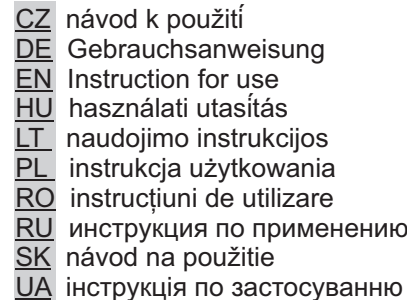 CZ návod k použití
DE Gebrauchsanweisung
EN Instruction for use
HU használati utasítás
LT naudojimo instrukcijos
PL instrukcja użytkowania
RO instrucțiuni de utilizare
RU инструкция по применению
SK návod na použitie
UA інструкція по застосуванню